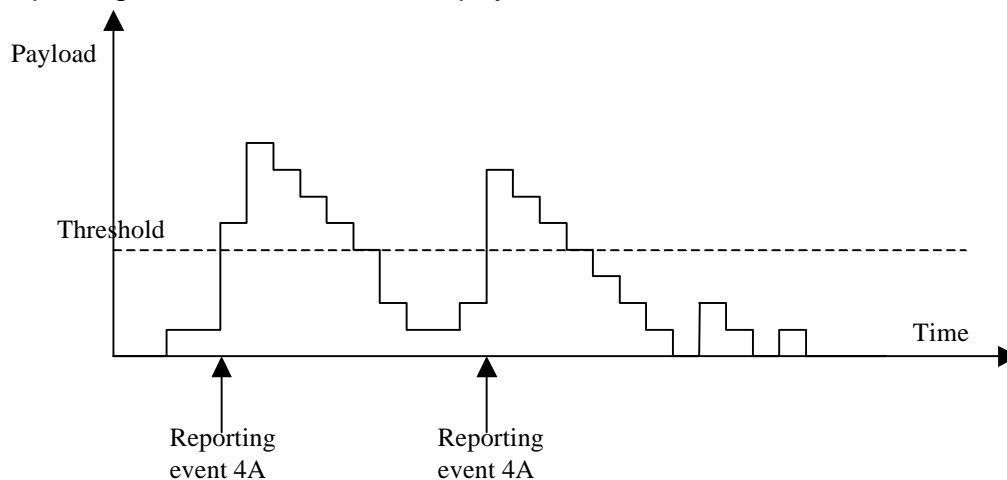 Payload
Threshold
Time
Reporting
event 4A
Reporting
event 4A